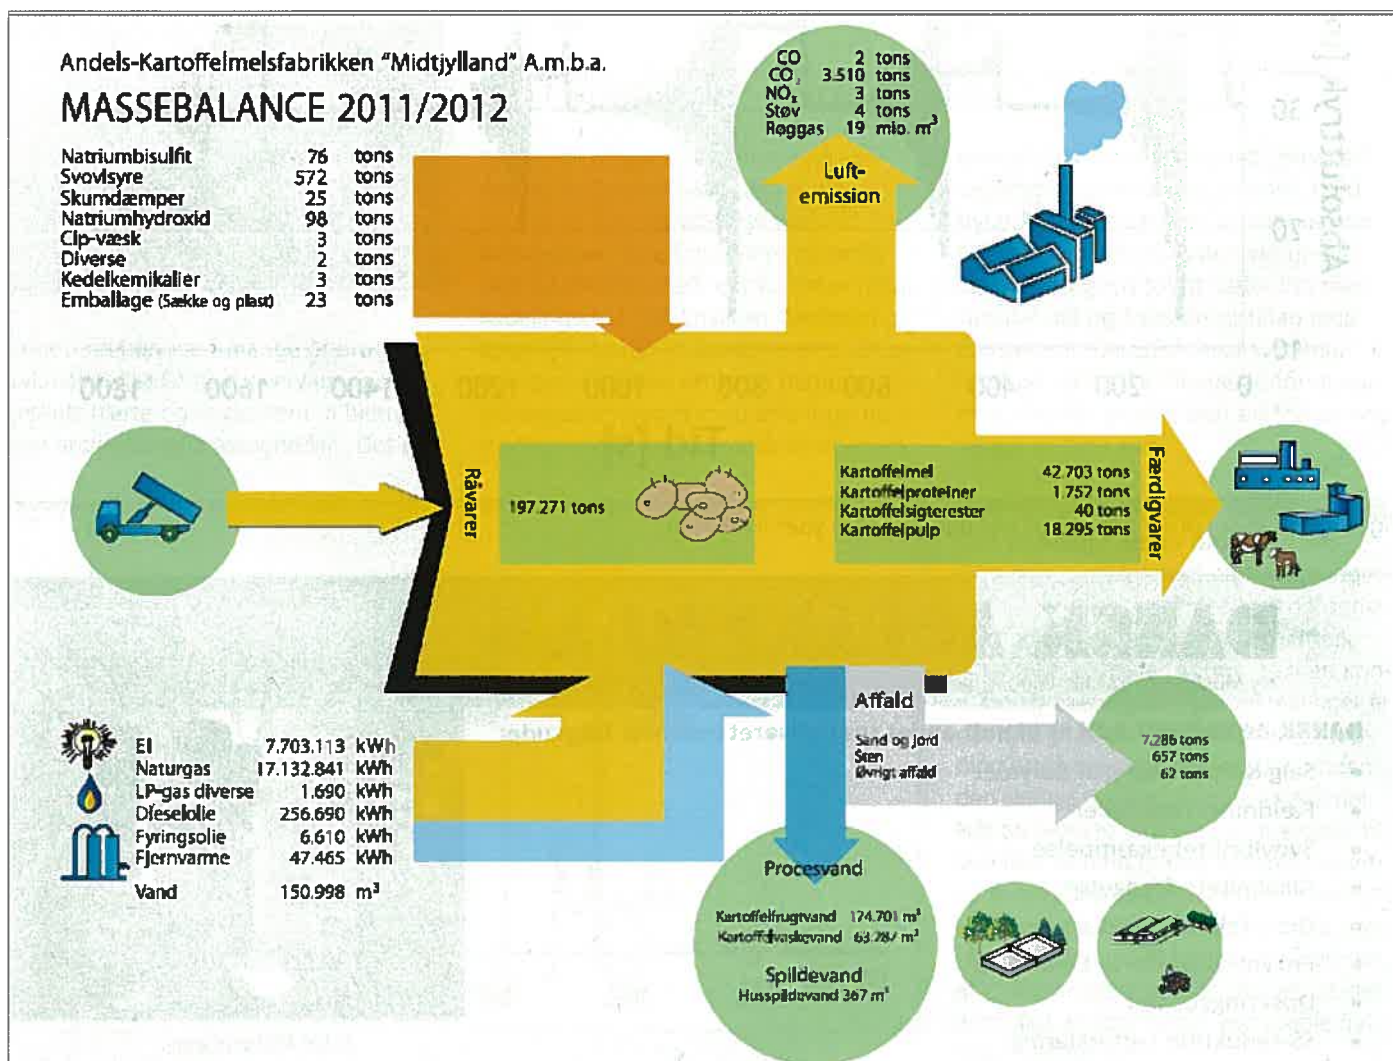 Andels-Kartoffelmelsfabrikken "Midtjylland" A.m.b.a.
MASSEBALANCE 2011/2012
Natriumbisulfit 76 tons
Svovlsyre 572 tons
Skumdæmper 25 tons
Natriumhydroxid 98 tons
Cip-væsk 3 tons
Diverse 2 tons
Kedelkemikalier 3 tons
Emballage (Sække og plast) 23 tons
CO 2 tons
CO₂ 3.510 tons
NOₓ 3 tons
Støv 4 tons
Røggas 19 mio. m³
Luft-
emission
Råvarer
197.271 tons
Kartoffelmel 42.703 tons
Kartoffelproteiner 1.757 tons
Kartoffelsigterester 40 tons
Kartoffelpulp 18.295 tons
Færdigvarer
El 7.703.113 kWh
Naturgas 17.132.841 kWh
LP-gas diverse 1.690 kWh
Dieselolie 256.690 kWh
Fyringsolie 6.610 kWh
Fjernvarme 47.465 kWh
Vand 150.998 m³
Affald
Sand og Jord 7.286 tons
Sten 657 tons
Øvrigt affald 62 tons
Procesvand
Kartoffelfrugtvand 174.701 m³
Kartoffelvaskevand 63.787 m³
Spildevand
Husspildevand 367 m³